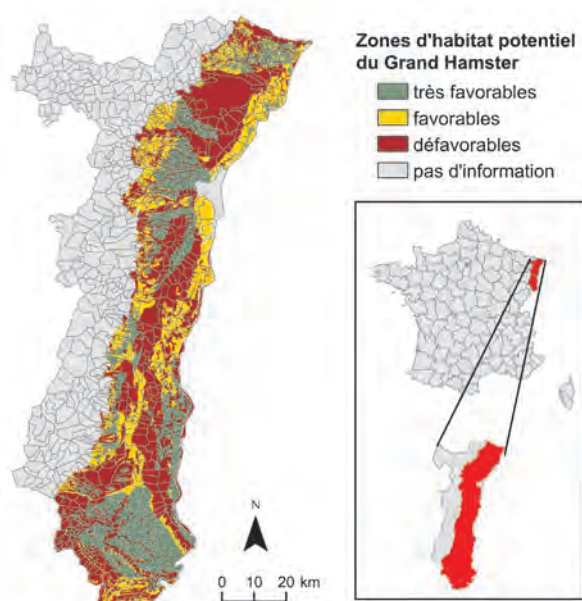 Zones d'habitat potentiel
du Grand Hamster
très favorables
favorables
défavorables
pas d'information
N
0 10 20 km